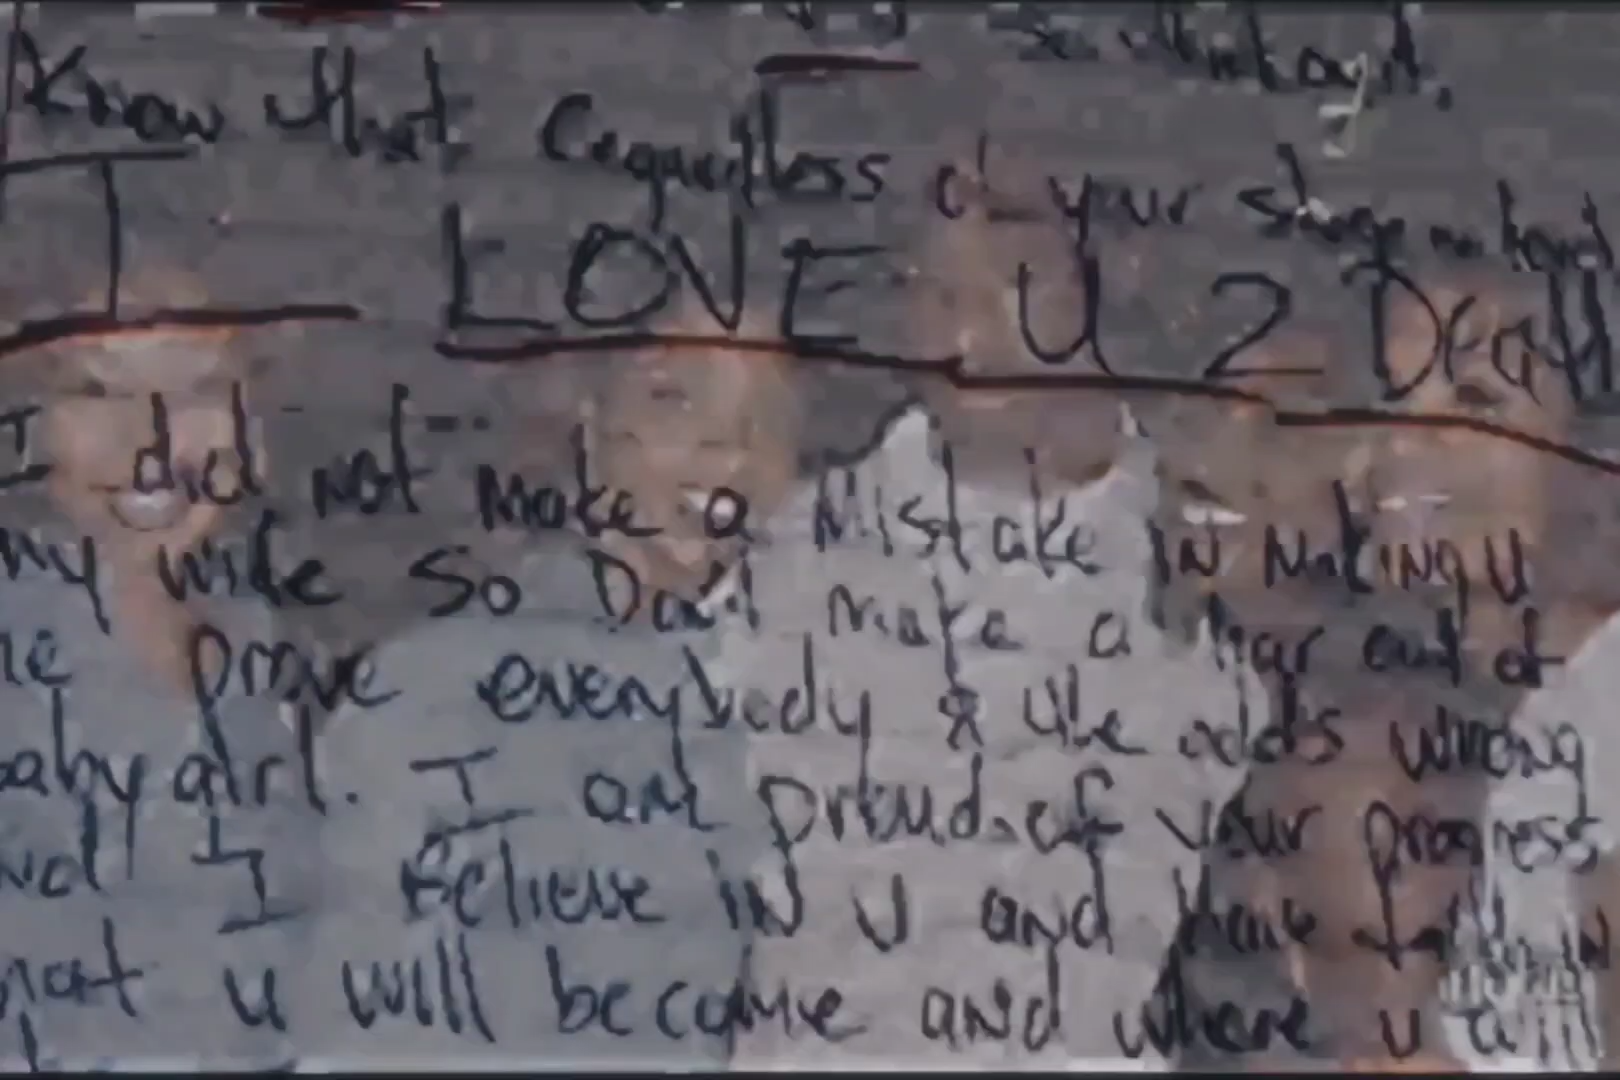 Know that regardless of your
I LOVE U 2 Death
I did not make a Mistake IN Making U
my wife So Don't make a liar out of
me prove everybody & the odds wrong
baby girl. I am proud of your progress
and I Believe iN U and have faith iN
what u will become and where u will